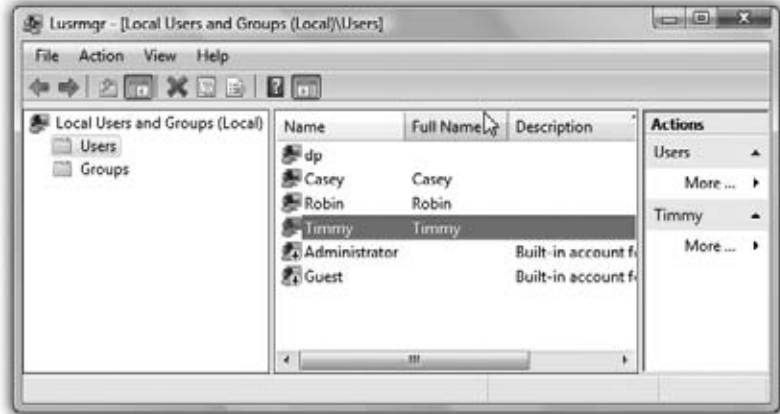 Lusrmgr - [Local Users and Groups (Local)\Users]
File Action View Help
Local Users and Groups (Local)
Users
Groups
Name Full Name Description
dp
Casey Casey
Robin Robin
Timmy Timmy
Administrator Built-in account f
Guest Built-in account f
Actions
Users
More ...
Timmy
More ...